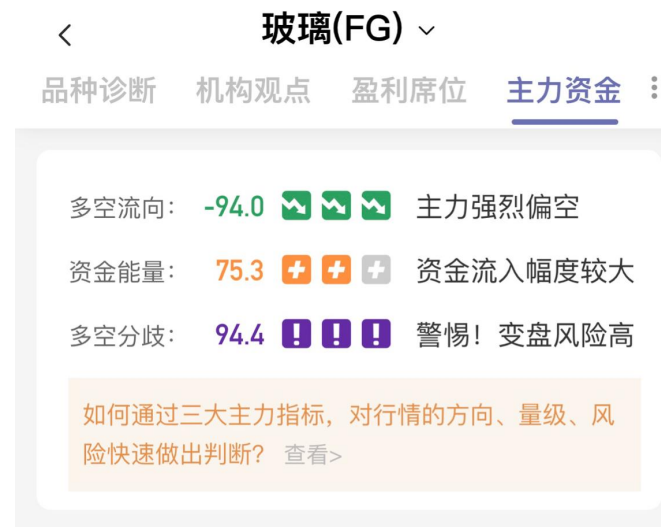 玻璃(FG)
品种诊断 机构观点 盈利席位 主力资金
多空流向: -94.0 主力强烈偏空
资金能量: 75.3 资金流入幅度较大
多空分歧: 94.4 警惕！变盘风险高
如何通过三大主力指标，对行情的方向、量级、风
险快速做出判断？ 查看>